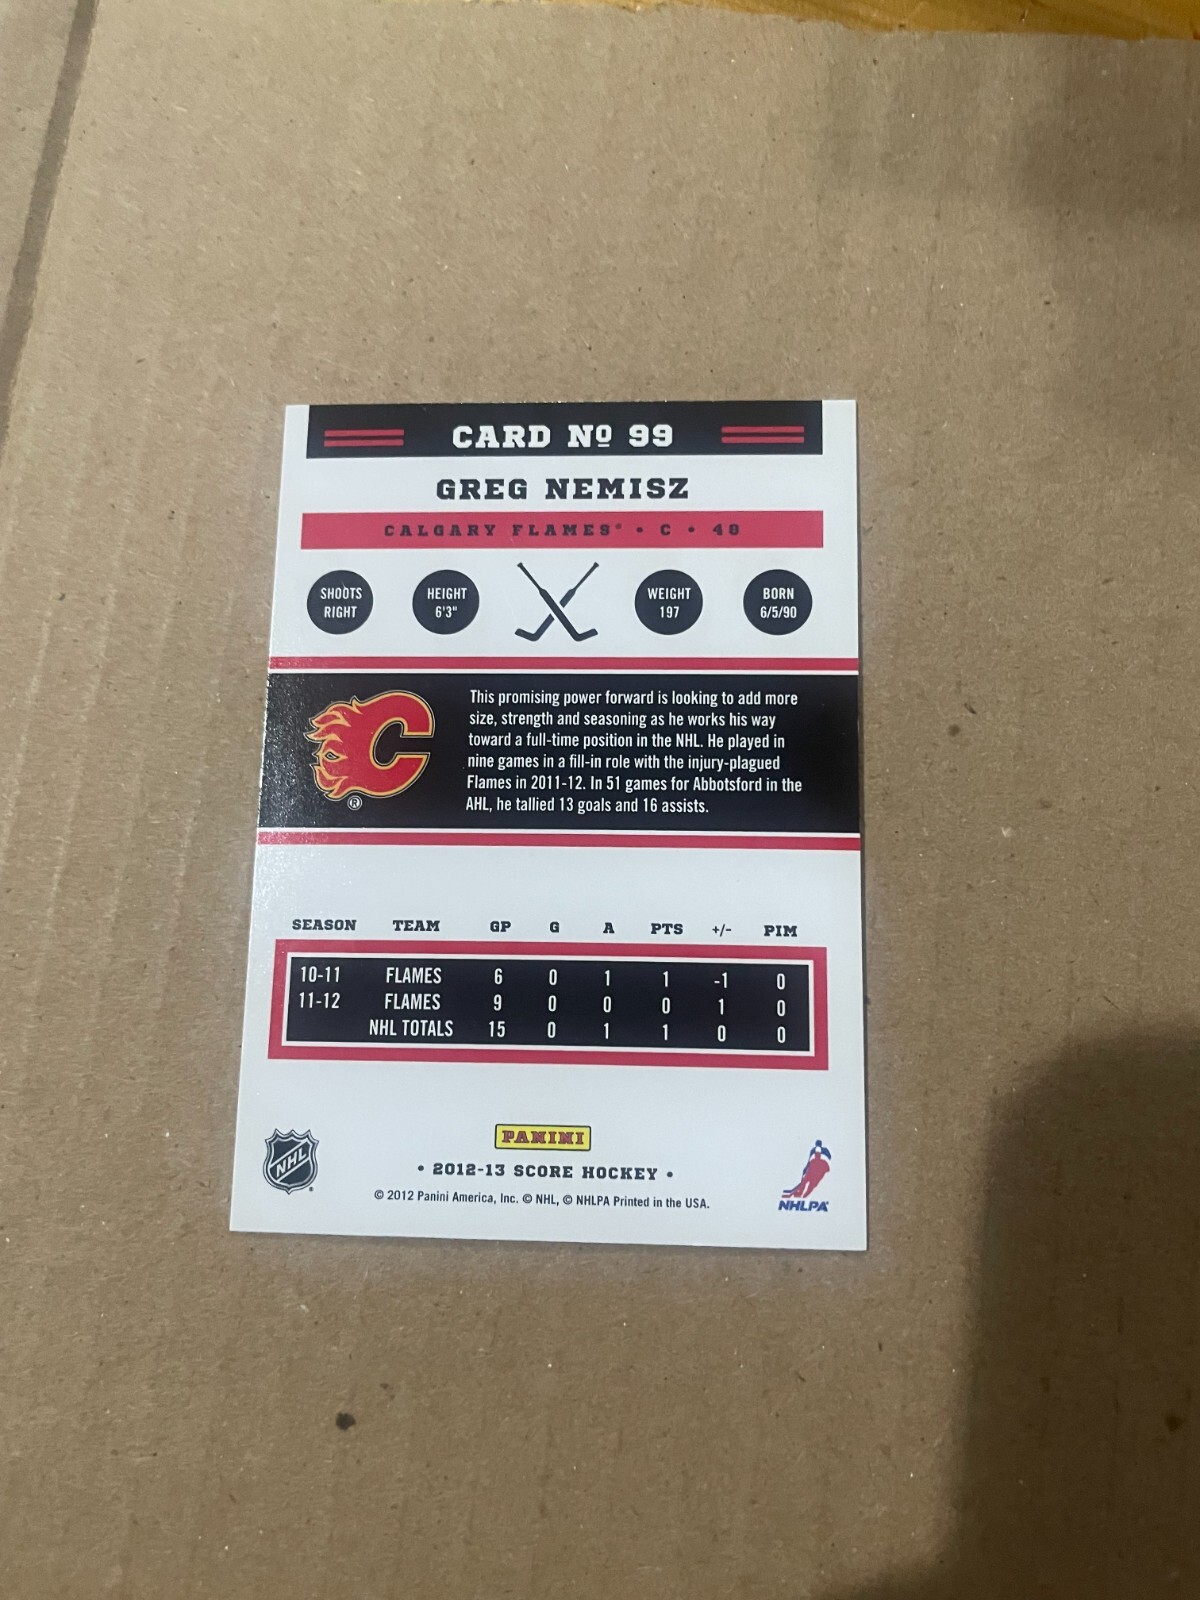 CARD Nº 99
GREG NEMISZ
CALGARY FLAMES® • C • 48
SHOOTS RIGHT
HEIGHT 6'3"
WEIGHT 197
BORN 6/5/90
This promising power forward is looking to add more
size, strength and seasoning as he works his way
toward a full-time position in the NHL. He played in
nine games in a fill-in role with the injury-plagued
Flames in 2011-12. In 51 games for Abbotsford in the
AHL, he tallied 13 goals and 16 assists.
C
®
SEASON TEAM GP G A PTS +/- PIM
10-11 FLAMES 6 0 1 1 -1 0
11-12 FLAMES 9 0 0 0 1 0
NHL TOTALS 15 0 1 1 0 0
PANINI
NHL
• 2012-13 SCORE HOCKEY •
© 2012 Panini America, Inc. © NHL, © NHLPA Printed in the USA.
NHLPA